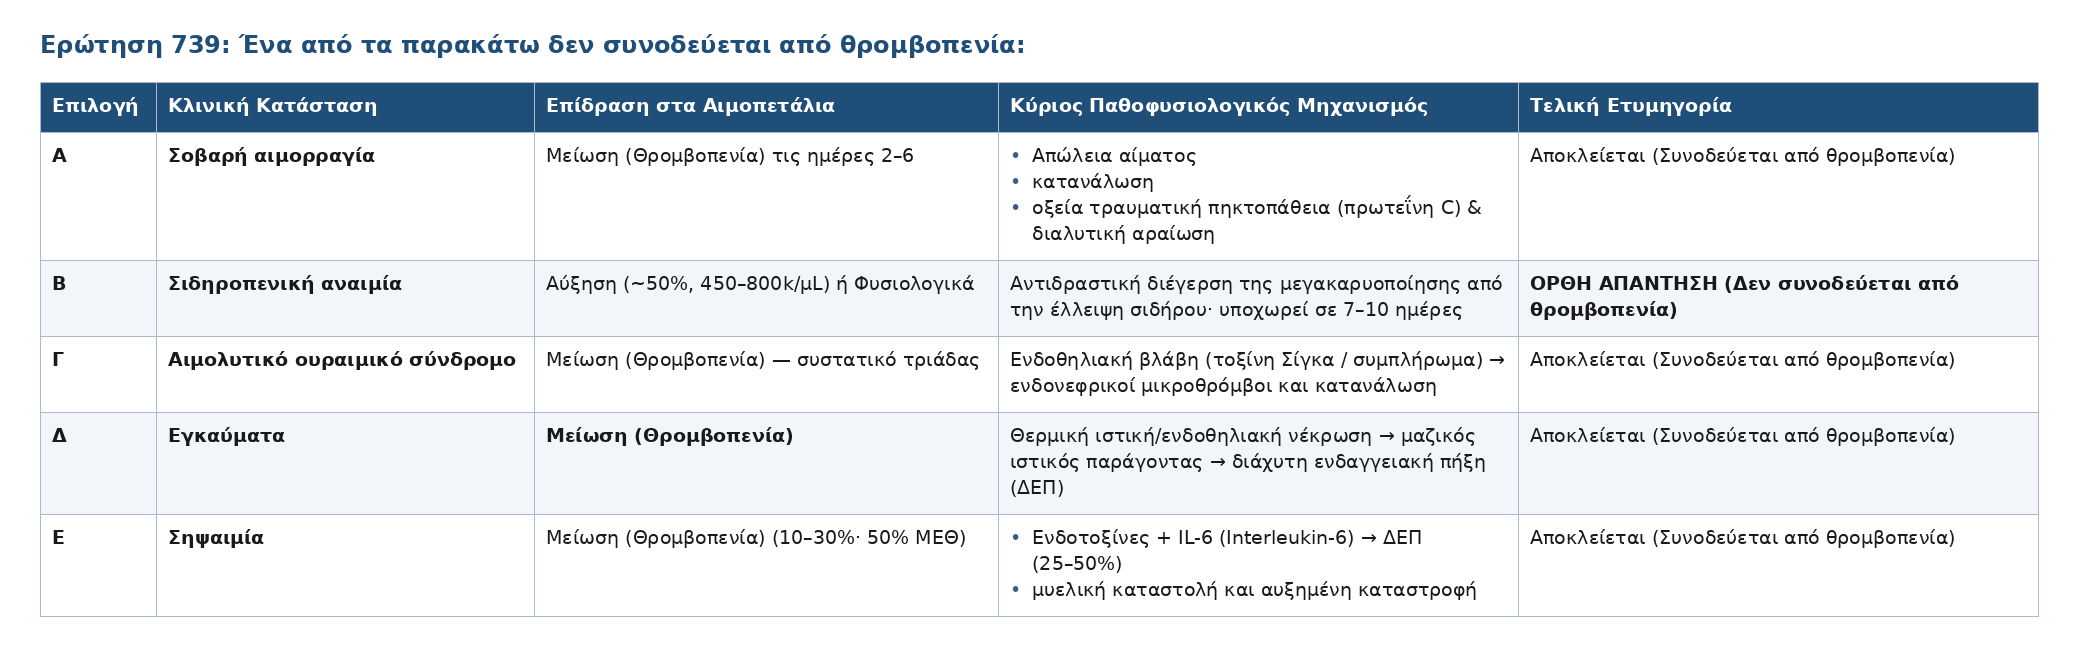 Ερώτηση 739: Ένα από τα παρακάτω δεν συνοδεύεται από θρομβοπενία:
Επιλογή Κλινική Κατάσταση Επίδραση στα Αιμοπετάλια Κύριος Παθοφυσιολογικός Μηχανισμός Τελική Ετυμηγορία
Α Σοβαρή αιμορραγία Μείωση (Θρομβοπενία) τις ημέρες 2–6 • Απώλεια αίματος Αποκλείεται (Συνοδεύεται από θρομβοπενία)
• κατανάλωση
• οξεία τραυματική πηκτοπάθεια (πρωτεΐνη C) &
διαλυτική αραίωση
Β Σιδηροπενική αναιμία Αύξηση (~50%, 450–800k/μL) ή Φυσιολογικά Αντιδραστική διέγερση της μεγακαρυοποίησης από ΟΡΘΗ ΑΠΑΝΤΗΣΗ (Δεν συνοδεύεται από
την έλλειψη σιδήρου· υποχωρεί σε 7–10 ημέρες θρομβοπενία)
Γ Αιμολυτικό ουραιμικό σύνδρομο Μείωση (Θρομβοπενία) — συστατικό τριάδας Ενδοθηλιακή βλάβη (τοξίνη Σίγκα / συμπλήρωμα) → Αποκλείεται (Συνοδεύεται από θρομβοπενία)
ενδονεφρικοί μικροθρόμβοι και κατανάλωση
Δ Εγκαύματα Μείωση (Θρομβοπενία) Θερμική ιστική/ενδοθηλιακή νέκρωση → μαζικός Αποκλείεται (Συνοδεύεται από θρομβοπενία)
ιστικός παράγοντας → διάχυτη ενδαγγειακή πήξη
(ΔΕΠ)
Ε Σηψαιμία Μείωση (Θρομβοπενία) (10–30%· 50% ΜΕΘ) • Ενδοτοξίνες + IL-6 (Interleukin-6) → ΔΕΠ Αποκλείεται (Συνοδεύεται από θρομβοπενία)
(25–50%)
• μυελική καταστολή και αυξημένη καταστροφή